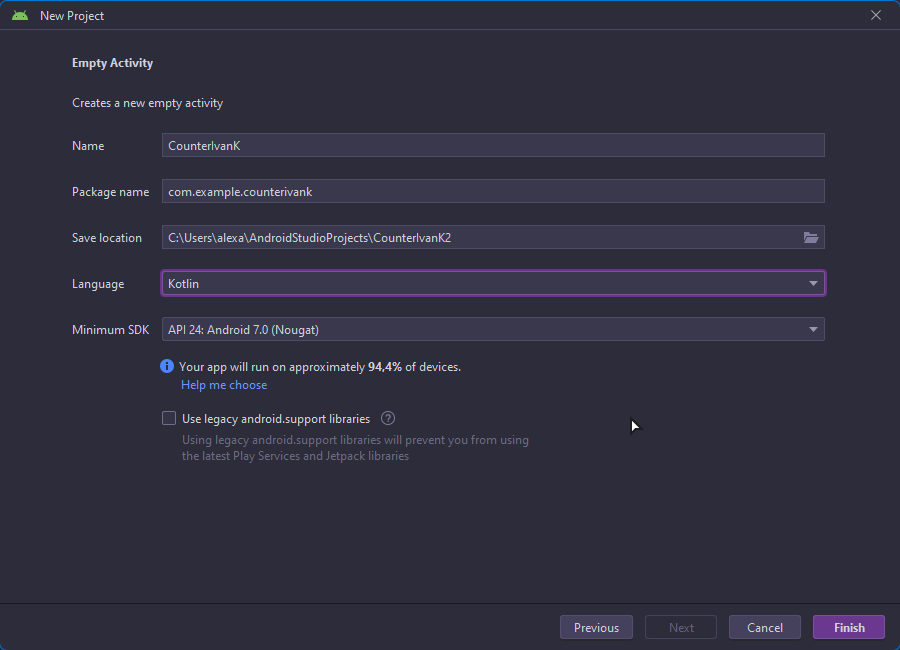 New Project
Empty Activity
Creates a new empty activity
Name CounterIvanK
Package name com.example.counterivank
Save location C:\Users\alexa\AndroidStudioProjects\CounterIvanK2
Language Kotlin
Minimum SDK API 24: Android 7.0 (Nougat)
i Your app will run on approximately 94,4% of devices.
Help me choose
Use legacy android.support libraries ?
Using legacy android.support libraries will prevent you from using
the latest Play Services and Jetpack libraries
Previous Next Cancel Finish